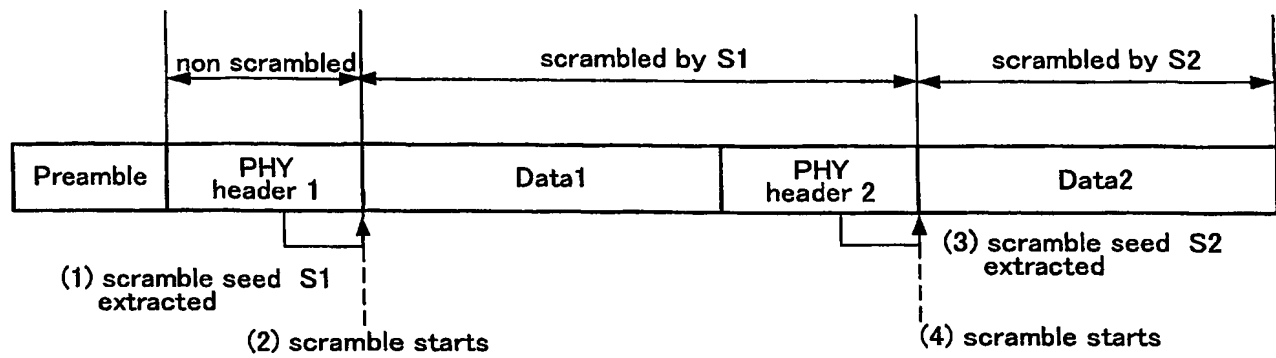 non scrambled
scrambled by S1
scrambled by S2
Preamble
PHY
header 1
Data1
PHY
header 2
Data2
(1) scramble seed S1
extracted
(2) scramble starts
(3) scramble seed S2
extracted
(4) scramble starts